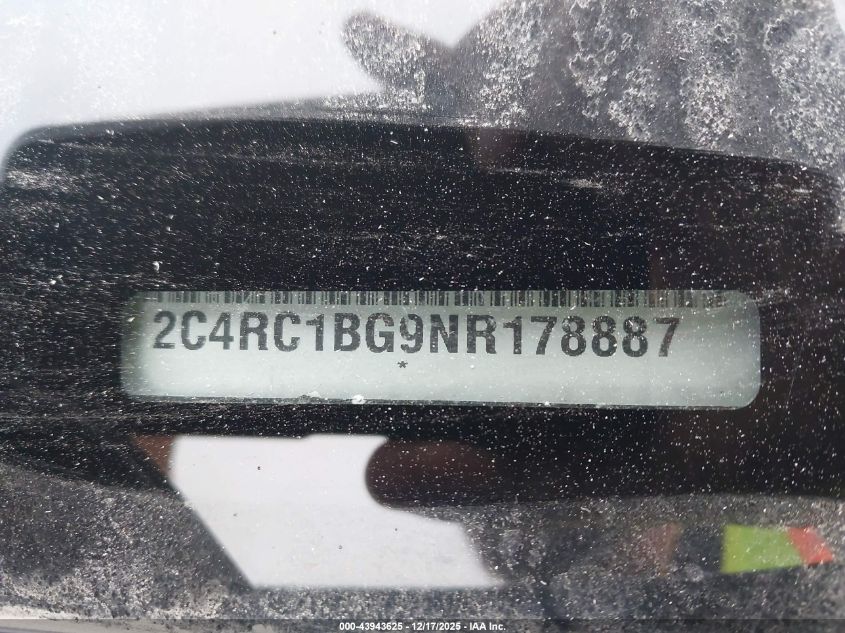 2C4RC1BG9NR178887
*
000-43943625 - 12/17/2025 - IAA Inc.